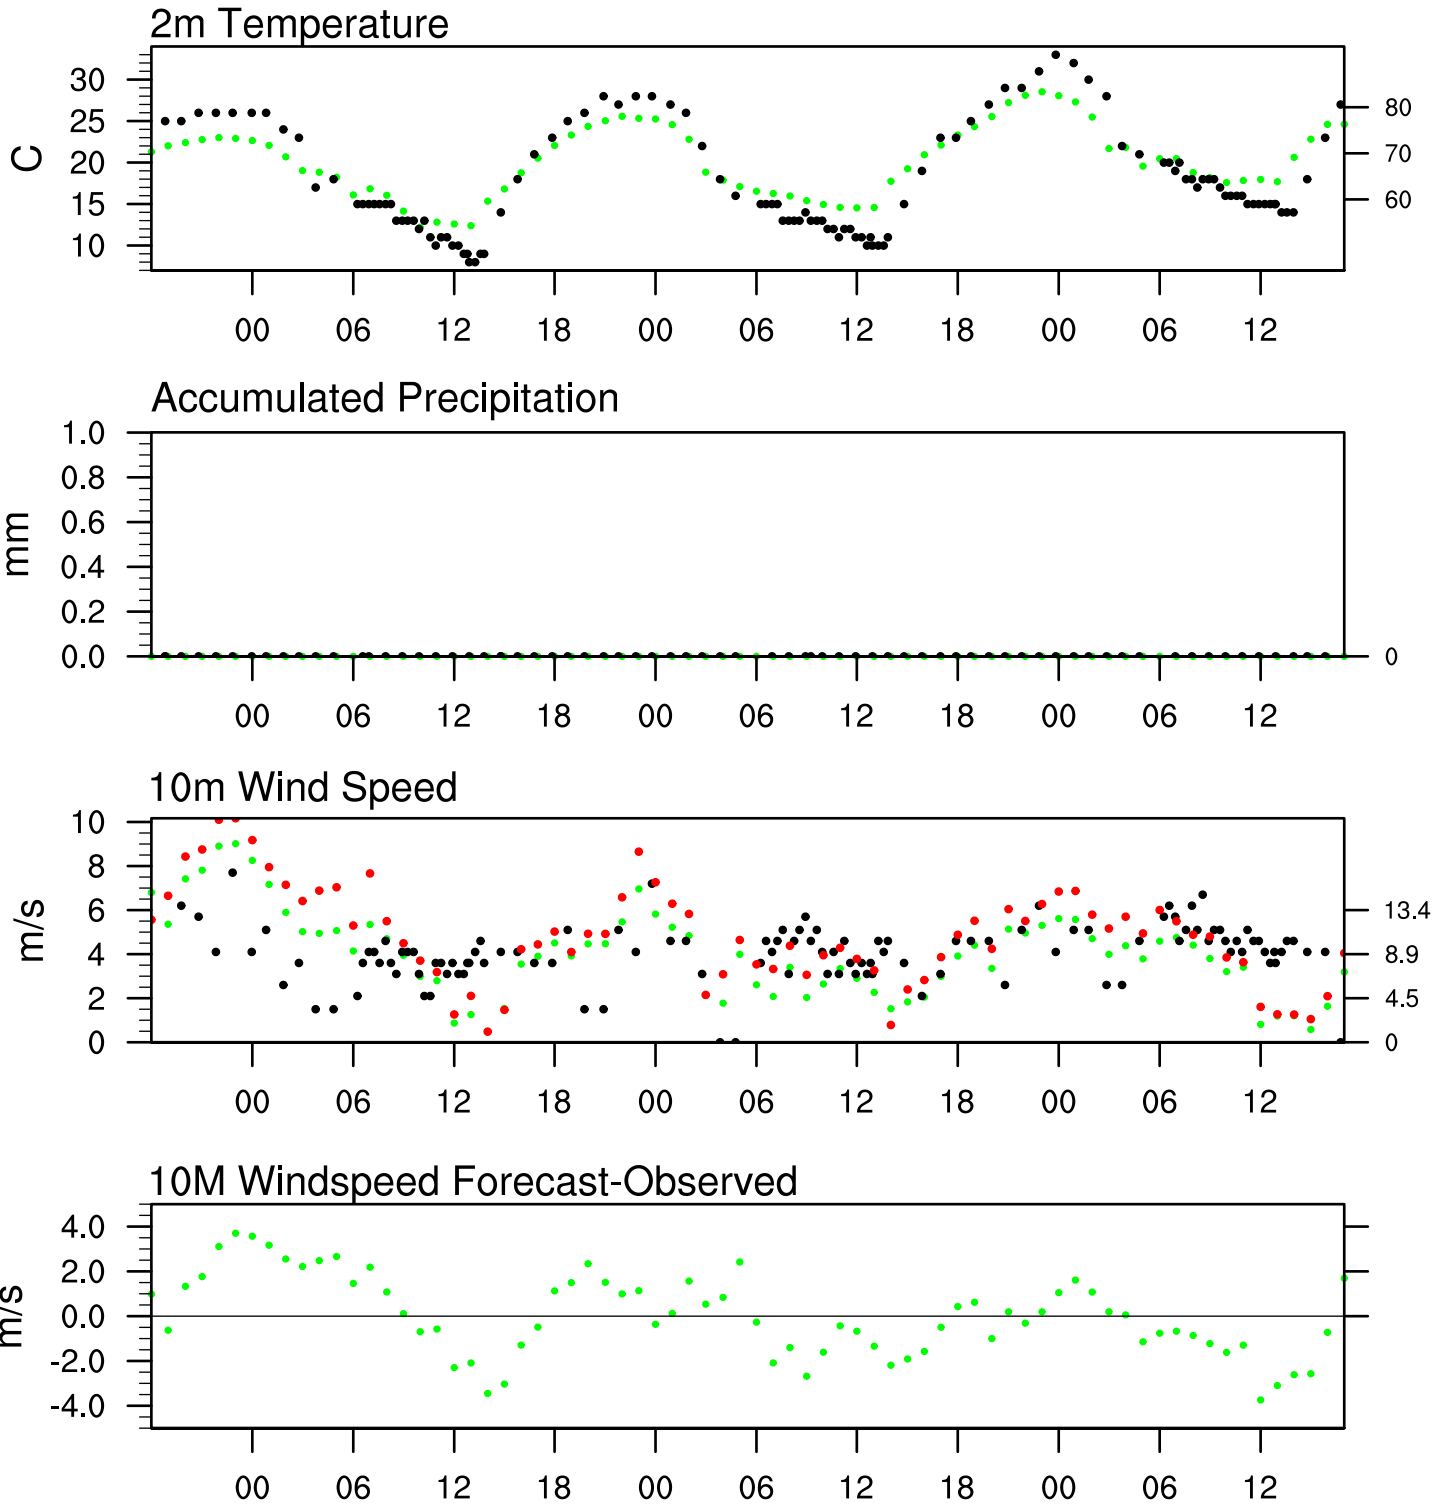 2m Temperature
30
25
20
15
10
C
80
70
60
00 06 12 18 00 06 12 18 00 06 12
Accumulated Precipitation
1.0
0.8
0.6
0.4
0.2
0.0
mm
0
00 06 12 18 00 06 12 18 00 06 12
10m Wind Speed
10
8
6
4
2
0
m/s
13.4
8.9
4.5
0
00 06 12 18 00 06 12 18 00 06 12
10M Windspeed Forecast-Observed
4.0
2.0
0.0
-2.0
-4.0
m/s
00 06 12 18 00 06 12 18 00 06 12